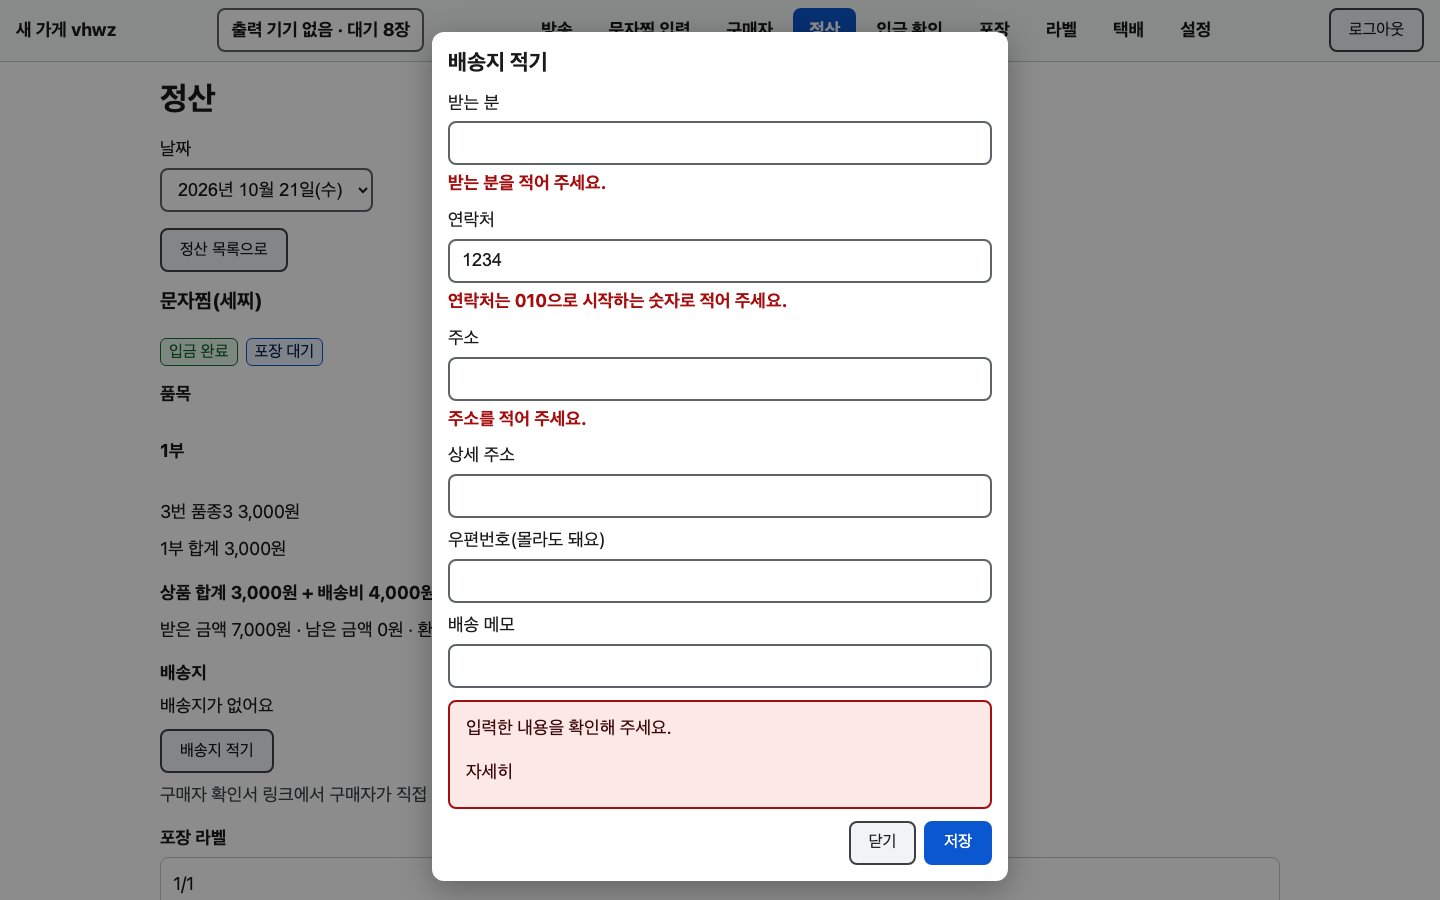 새 가게 vhwz
출력 기기 없음 · 대기 8장
방송
문자찜 입력
구매자
정산
입금 확인
포장
라벨
택배
설정
로그아웃
정산
날짜
2026년 10월 21일(수)
정산 목록으로
문자찜(세찌)
입금 완료
포장 대기
품목
1부
3번 품종3 3,000원
1부 합계 3,000원
상품 합계 3,000원 + 배송비 4,000원
받은 금액 7,000원 · 남은 금액 0원 ·
배송지
배송지가 없어요
배송지 적기
구매자 확인서 링크에서 구매자가 직접
포장 라벨
1/1
배송지 적기
받는 분
받는 분을 적어 주세요.
연락처
1234
연락처는 010으로 시작하는 숫자로 적어 주세요.
주소
주소를 적어 주세요.
상세 주소
우편번호(몰라도 돼요)
배송 메모
입력한 내용을 확인해 주세요.
자세히
닫기
저장